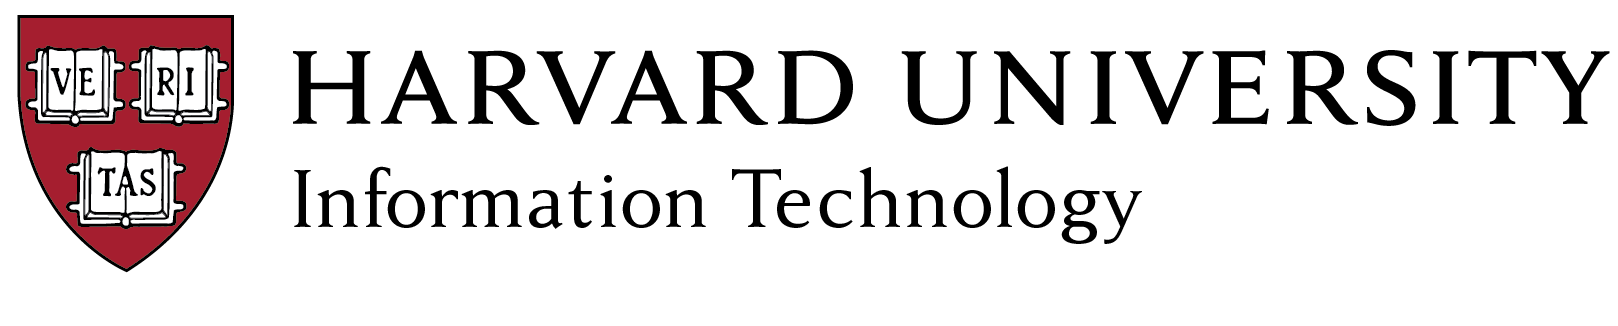 VE RI
TAS
HARVARD UNIVERSITY
Information Technology